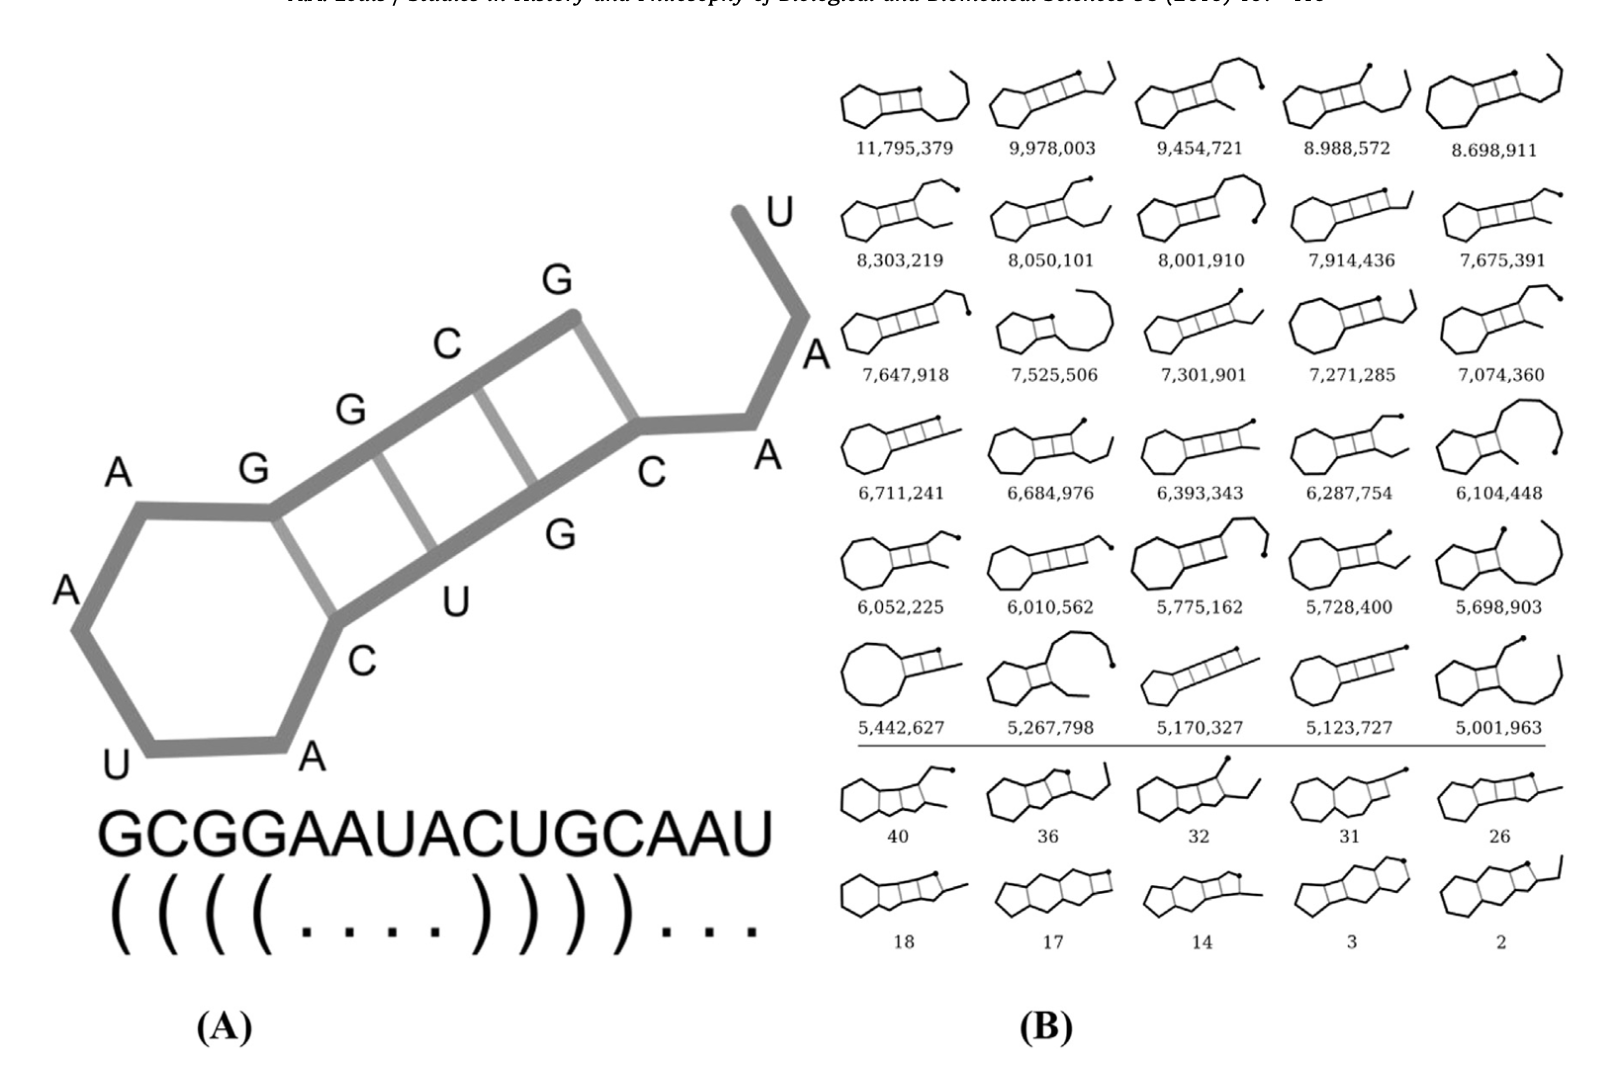 U
G
C
A
G
A
G
A
C
G
A
U
C
U
A
GCGGAAUACUGCAAU
((((....))))...
(A)
11,795,379 9,978,003 9,454,721 8.988,572 8.698,911
8,303,219 8,050,101 8,001,910 7,914,436 7,675,391
7,647,918 7,525,506 7,301,901 7,271,285 7,074,360
6,711,241 6,684,976 6,393,343 6,287,754 6,104,448
6,052,225 6,010,562 5,775,162 5,728,400 5,698,903
5,442,627 5,267,798 5,170,327 5,123,727 5,001,963
40 36 32 31 26
18 17 14 3 2
(B)